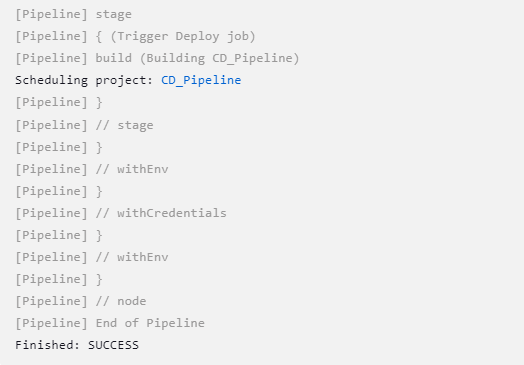 [Pipeline] stage
[Pipeline] { (Trigger Deploy job)
[Pipeline] build (Building CD_Pipeline)
Scheduling project: CD_Pipeline
[Pipeline] }
[Pipeline] // stage
[Pipeline] }
[Pipeline] // withEnv
[Pipeline] }
[Pipeline] // withCredentials
[Pipeline] }
[Pipeline] // withEnv
[Pipeline] }
[Pipeline] // node
[Pipeline] End of Pipeline
Finished: SUCCESS